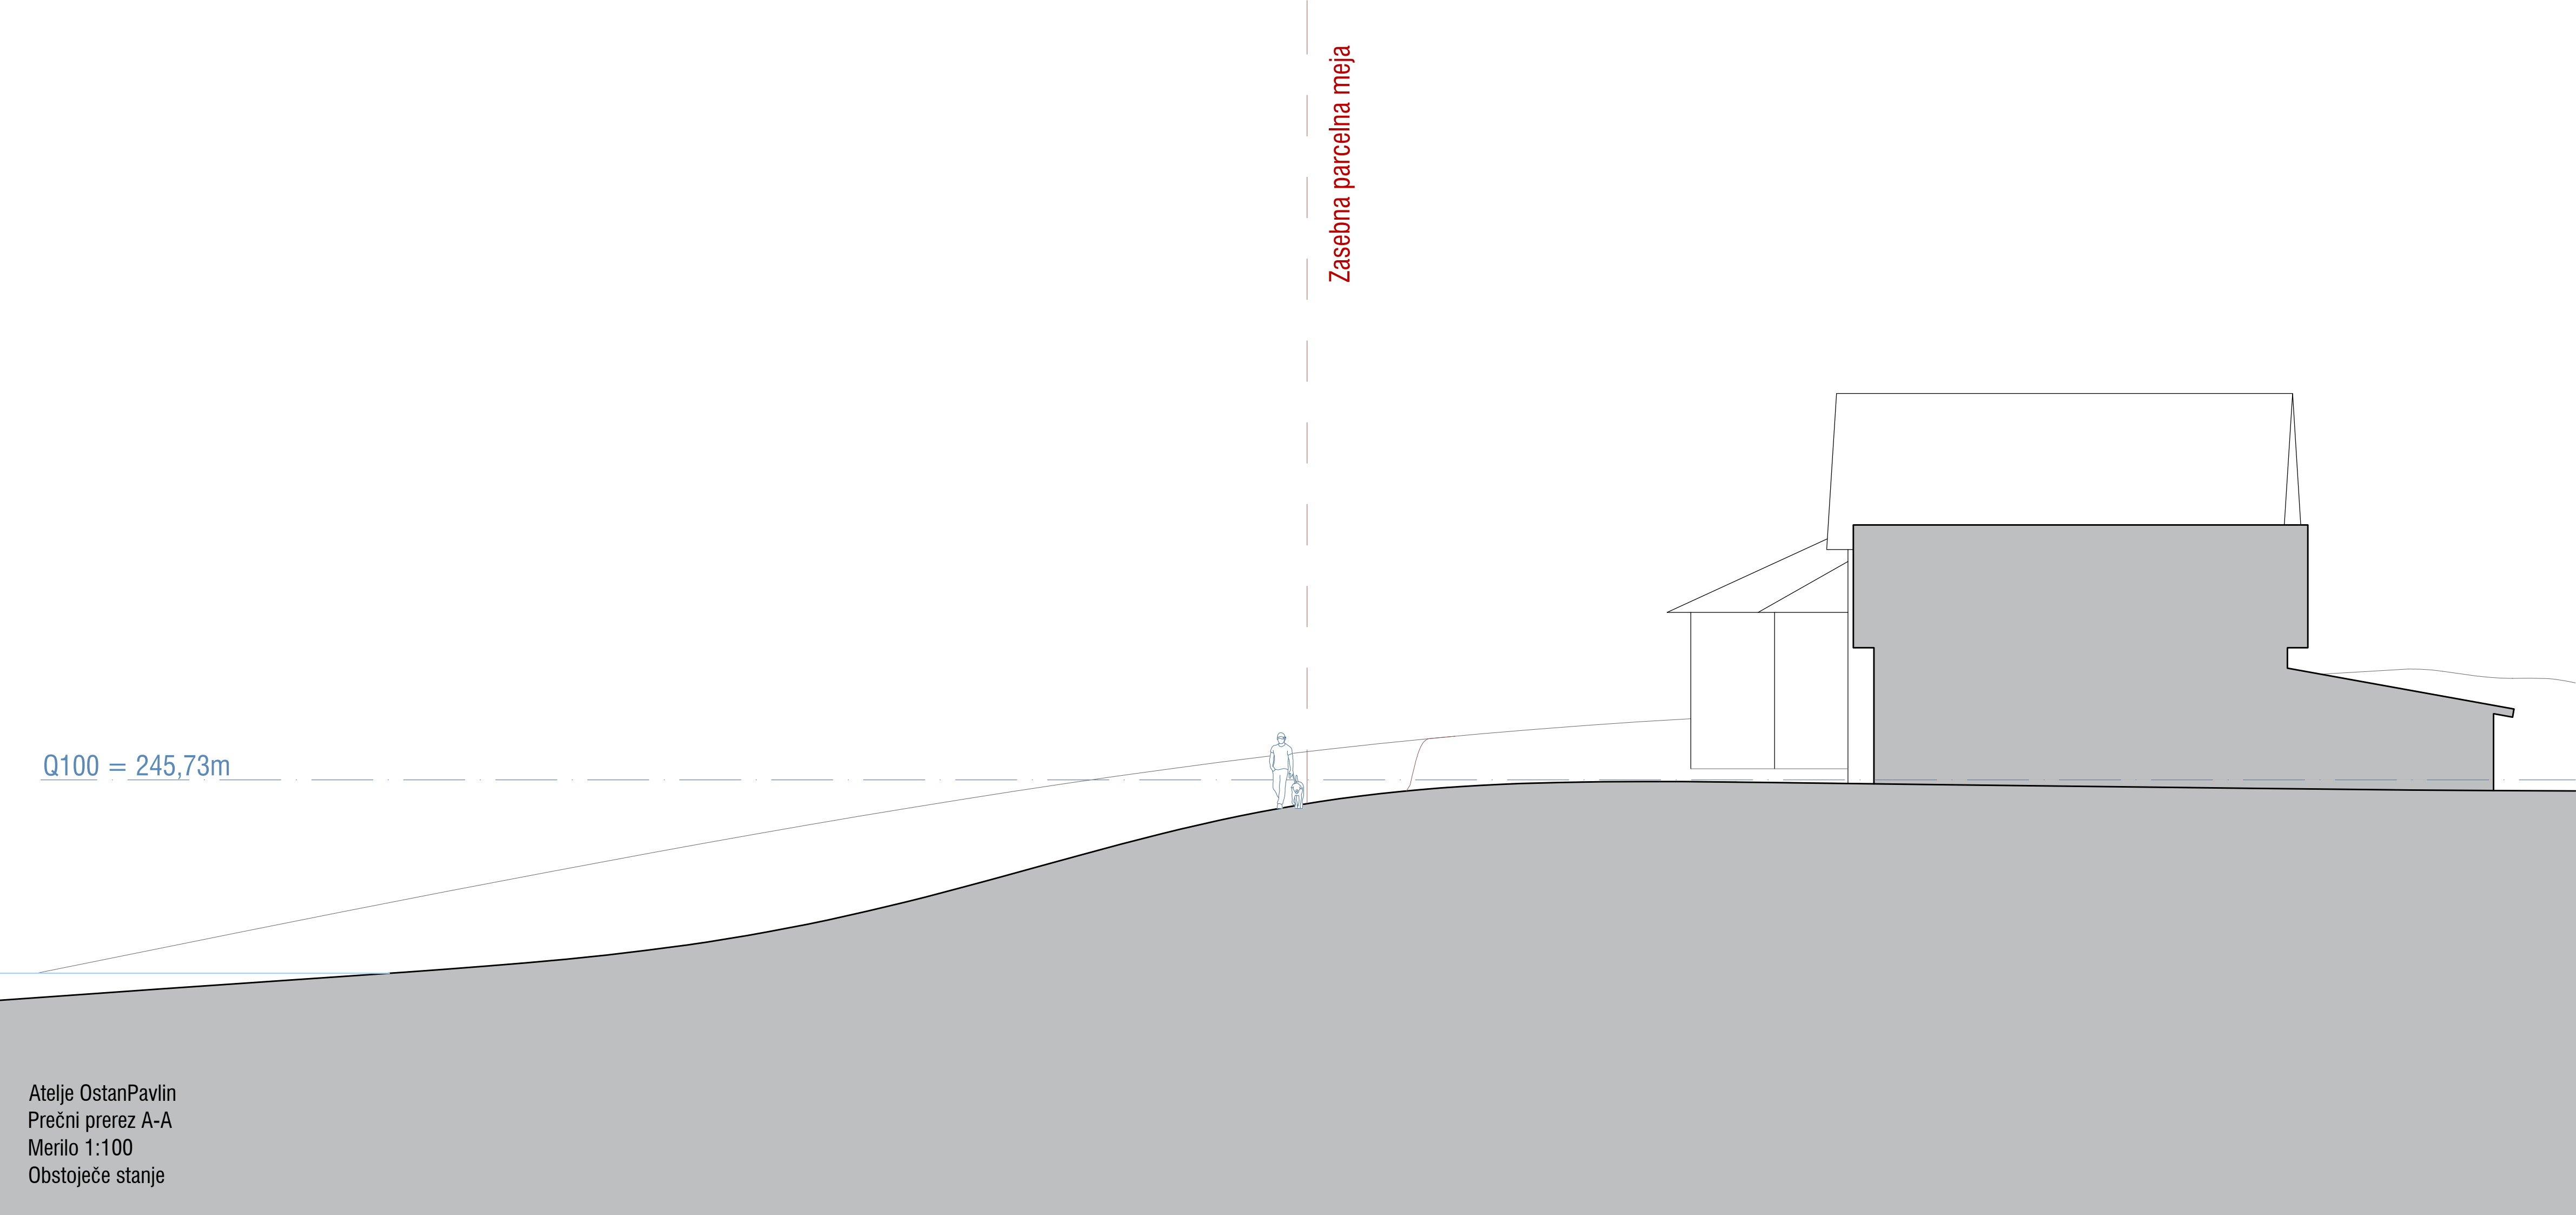 Zasebna parcelna meja
Q100 = 245,73m
Atelje OstanPavlin
Prečni prerez A-A
Merilo 1:100
Obstoječe stanje